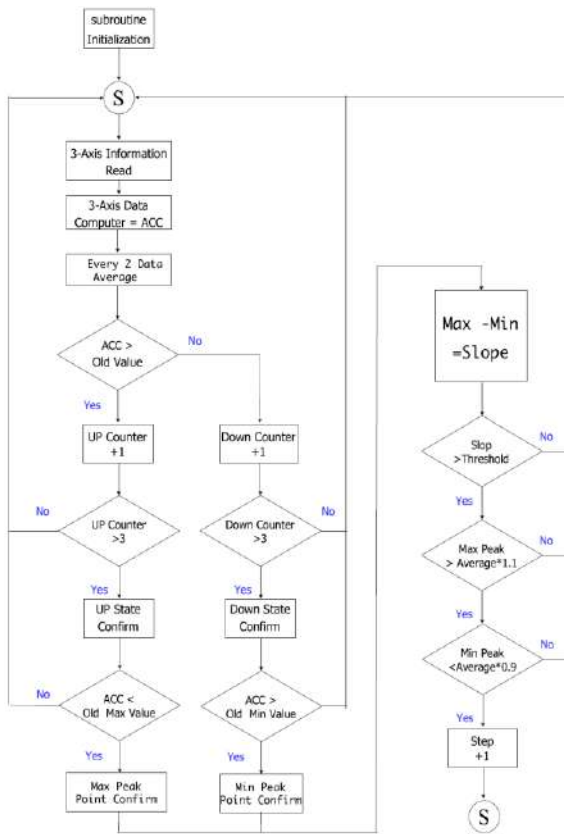 subroutine
Initialization
S
3-Axis Information
Read
3-Axis Data
Computer = ACC
Every 2 Data
Average
ACC >
Old Value
No
Yes
UP Counter
+1
Down Counter
+1
No
UP Counter
>3
Down Counter
>3
No
Yes
Yes
UP State
Confirm
Down State
Confirm
No
ACC <
Old Max Value
ACC >
Old Min Value
Yes
Yes
Max Peak
Point Confirm
Min Peak
Point Confirm
Max -Min
=Slope
Slop
>Threshold
No
Yes
Max Peak
> Average*1.1
No
Yes
Min Peak
<Average*0.9
No
Yes
Step
+1
S